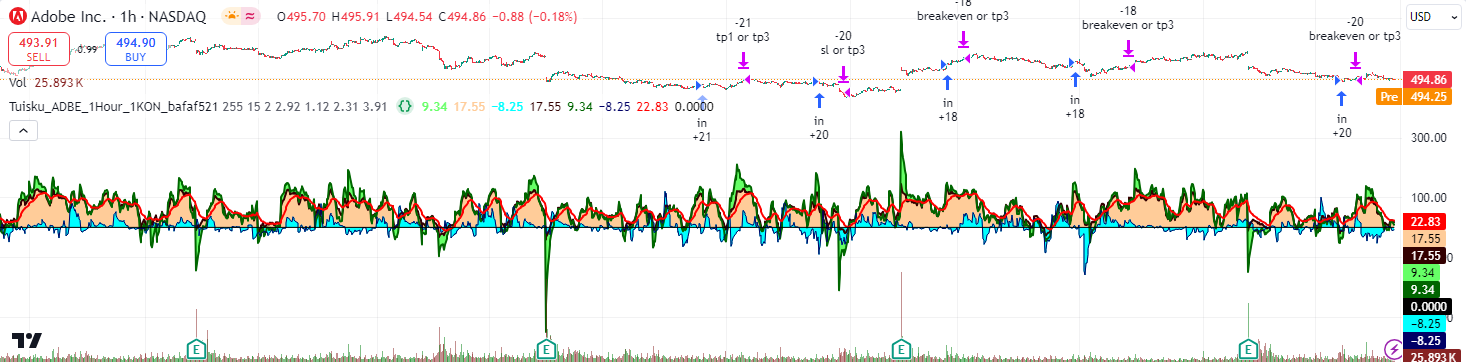 Adobe Inc. · 1h · NASDAQ
O495.70 H495.91 L494.54 C494.86 −0.88 (−0.18%)
USD
493.91
SELL
0.99
494.90
BUY
Vol 25.893 K
Tuisku_ADBE_1Hour_1KON_bafaf521 255 15 2 2.92 1.12 2.31 3.91 9.34 17.55 −8.25 17.55 9.34 −8.25 22.83 0.0000
-21
tp1 or tp3
-20
sl or tp3
-18
breakeven or tp3
-18
breakeven or tp3
-20
breakeven or tp3
in
+21
in
+20
in
+18
in
+18
in
+20
494.86
Pre 494.25
300.00
100.00
22.83
17.55
17.55
9.34
9.34
0.0000
−8.25
−8.25
25.893 K
E
E
E
E